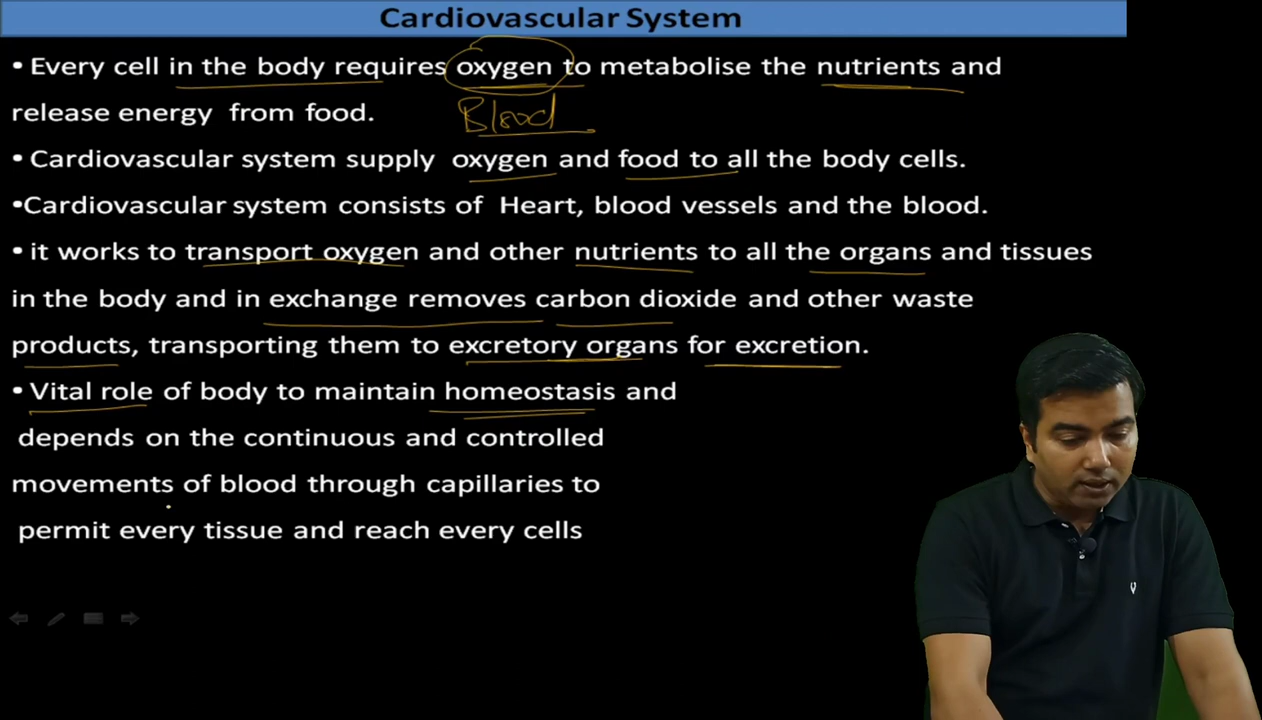 Cardiovascular System
• Every cell in the body requires oxygen to metabolise the nutrients and
release energy from food.
Blood
• Cardiovascular system supply oxygen and food to all the body cells.
•Cardiovascular system consists of Heart, blood vessels and the blood.
• it works to transport oxygen and other nutrients to all the organs and tissues
in the body and in exchange removes carbon dioxide and other waste
products, transporting them to excretory organs for excretion.
• Vital role of body to maintain homeostasis and
depends on the continuous and controlled
movements of blood through capillaries to
permit every tissue and reach every cells